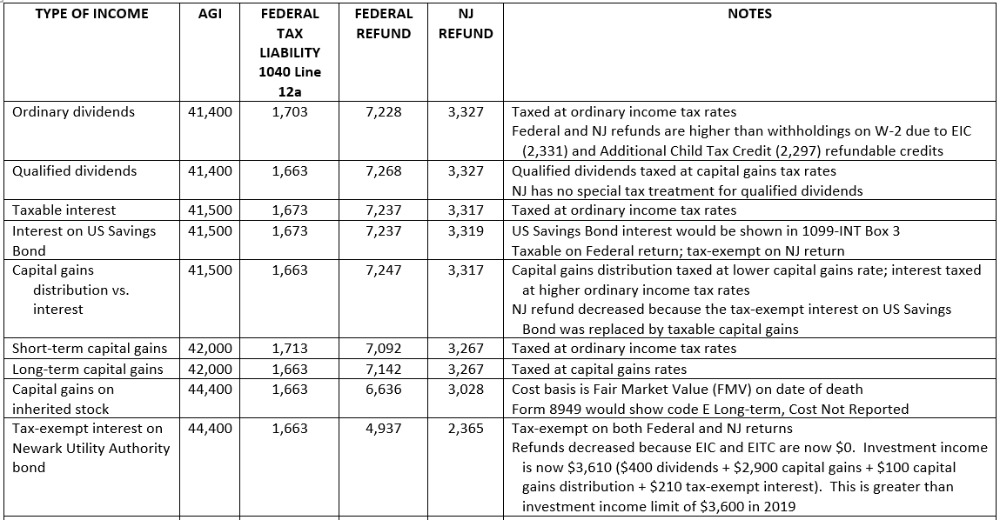 TYPE OF INCOME AGI FEDERAL TAX LIABILITY 1040 Line 12a FEDERAL REFUND NJ REFUND NOTES
Ordinary dividends 41,400 1,703 7,228 3,327 Taxed at ordinary income tax rates
Federal and NJ refunds are higher than withholdings on W-2 due to EIC
(2,331) and Additional Child Tax Credit (2,297) refundable credits
Qualified dividends 41,400 1,663 7,268 3,327 Qualified dividends taxed at capital gains tax rates
NJ has no special tax treatment for qualified dividends
Taxable interest 41,500 1,673 7,237 3,317 Taxed at ordinary income tax rates
Interest on US Savings 41,500 1,673 7,237 3,319 US Savings Bond interest would be shown in 1099-INT Box 3
Bond Taxable on Federal return; tax-exempt on NJ return
Capital gains 41,500 1,663 7,247 3,317 Capital gains distribution taxed at lower capital gains rate; interest taxed
distribution vs. at higher ordinary income tax rates
interest NJ refund decreased because the tax-exempt interest on US Savings
Bond was replaced by taxable capital gains
Short-term capital gains 42,000 1,713 7,092 3,267 Taxed at ordinary income tax rates
Long-term capital gains 42,000 1,663 7,142 3,267 Taxed at capital gains rates
Capital gains on 44,400 1,663 6,636 3,028 Cost basis is Fair Market Value (FMV) on date of death
inherited stock Form 8949 would show code E Long-term, Cost Not Reported
Tax-exempt interest on 44,400 1,663 4,937 2,365 Tax-exempt on both Federal and NJ returns
Newark Utility Authority Refunds decreased because EIC and EITC are now $0. Investment income
bond is now $3,610 ($400 dividends + $2,900 capital gains + $100 capital
gains distribution + $210 tax-exempt interest). This is greater than
investment income limit of $3,600 in 2019